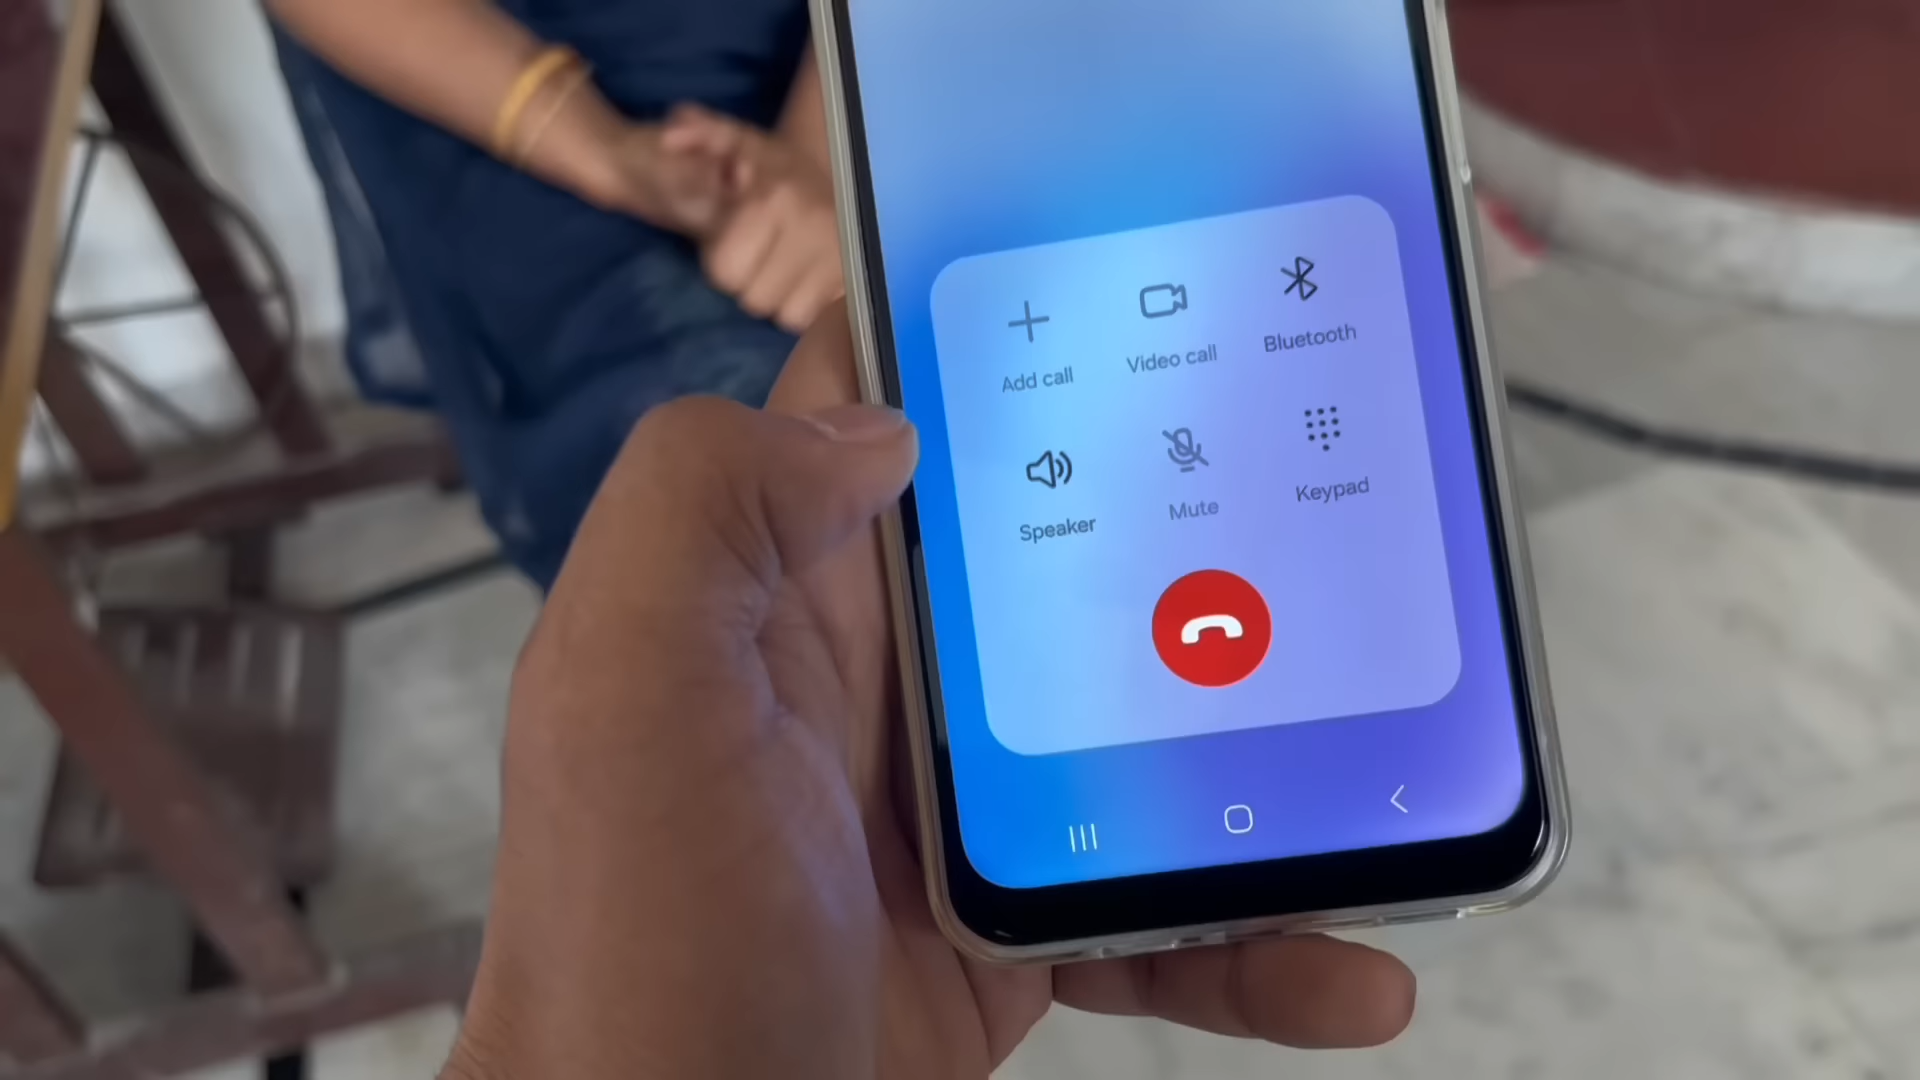 Add call
Video call
Bluetooth
Speaker
Mute
Keypad